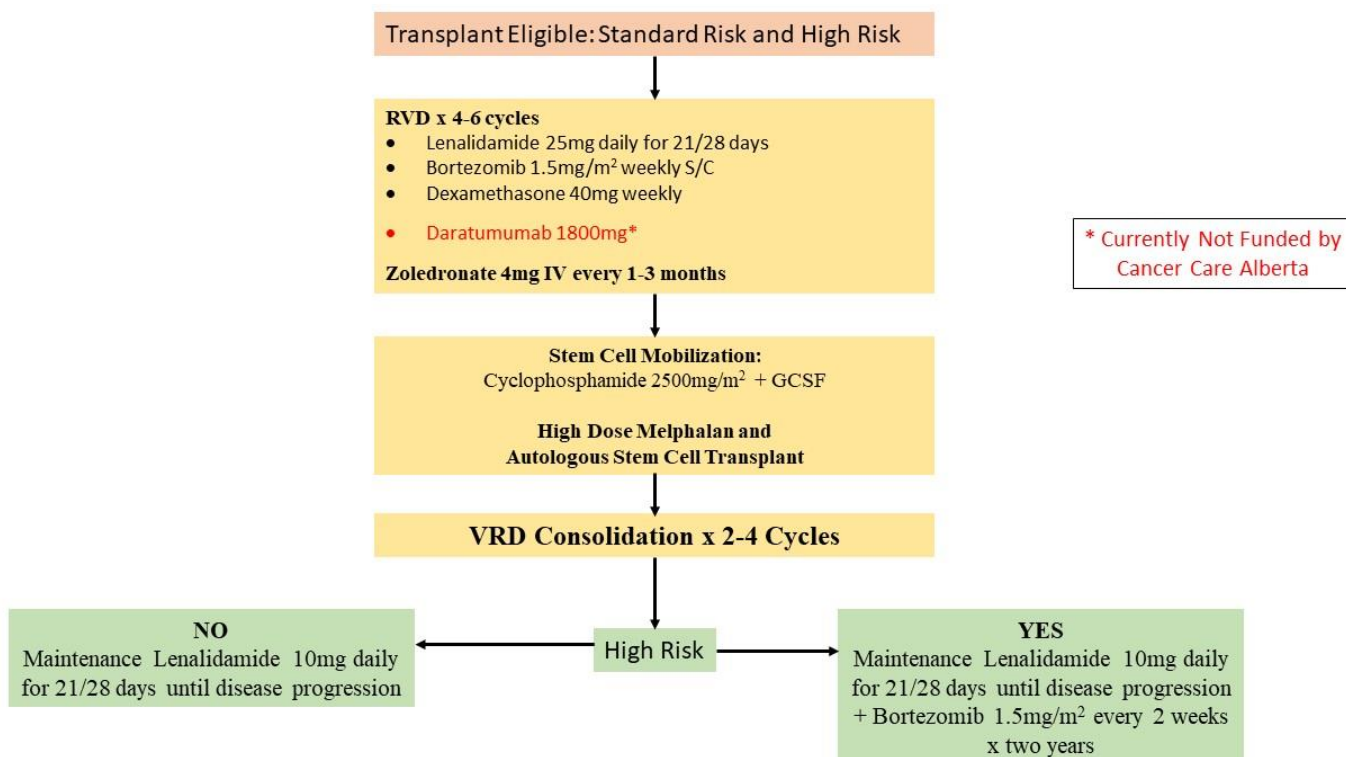 Transplant Eligible: Standard Risk and High Risk
RVD x 4-6 cycles
• Lenalidamide 25mg daily for 21/28 days
• Bortezomib 1.5mg/m² weekly S/C
• Dexamethasone 40mg weekly
• Daratumumab 1800mg*
Zoledronate 4mg IV every 1-3 months
* Currently Not Funded by
Cancer Care Alberta
Stem Cell Mobilization:
Cyclophosphamide 2500mg/m² + GCSF
High Dose Melphalan and
Autologous Stem Cell Transplant
VRD Consolidation x 2-4 Cycles
High Risk
NO
Maintenance Lenalidamide 10mg daily
for 21/28 days until disease progression
YES
Maintenance Lenalidamide 10mg daily
for 21/28 days until disease progression
+ Bortezomib 1.5mg/m² every 2 weeks
x two years